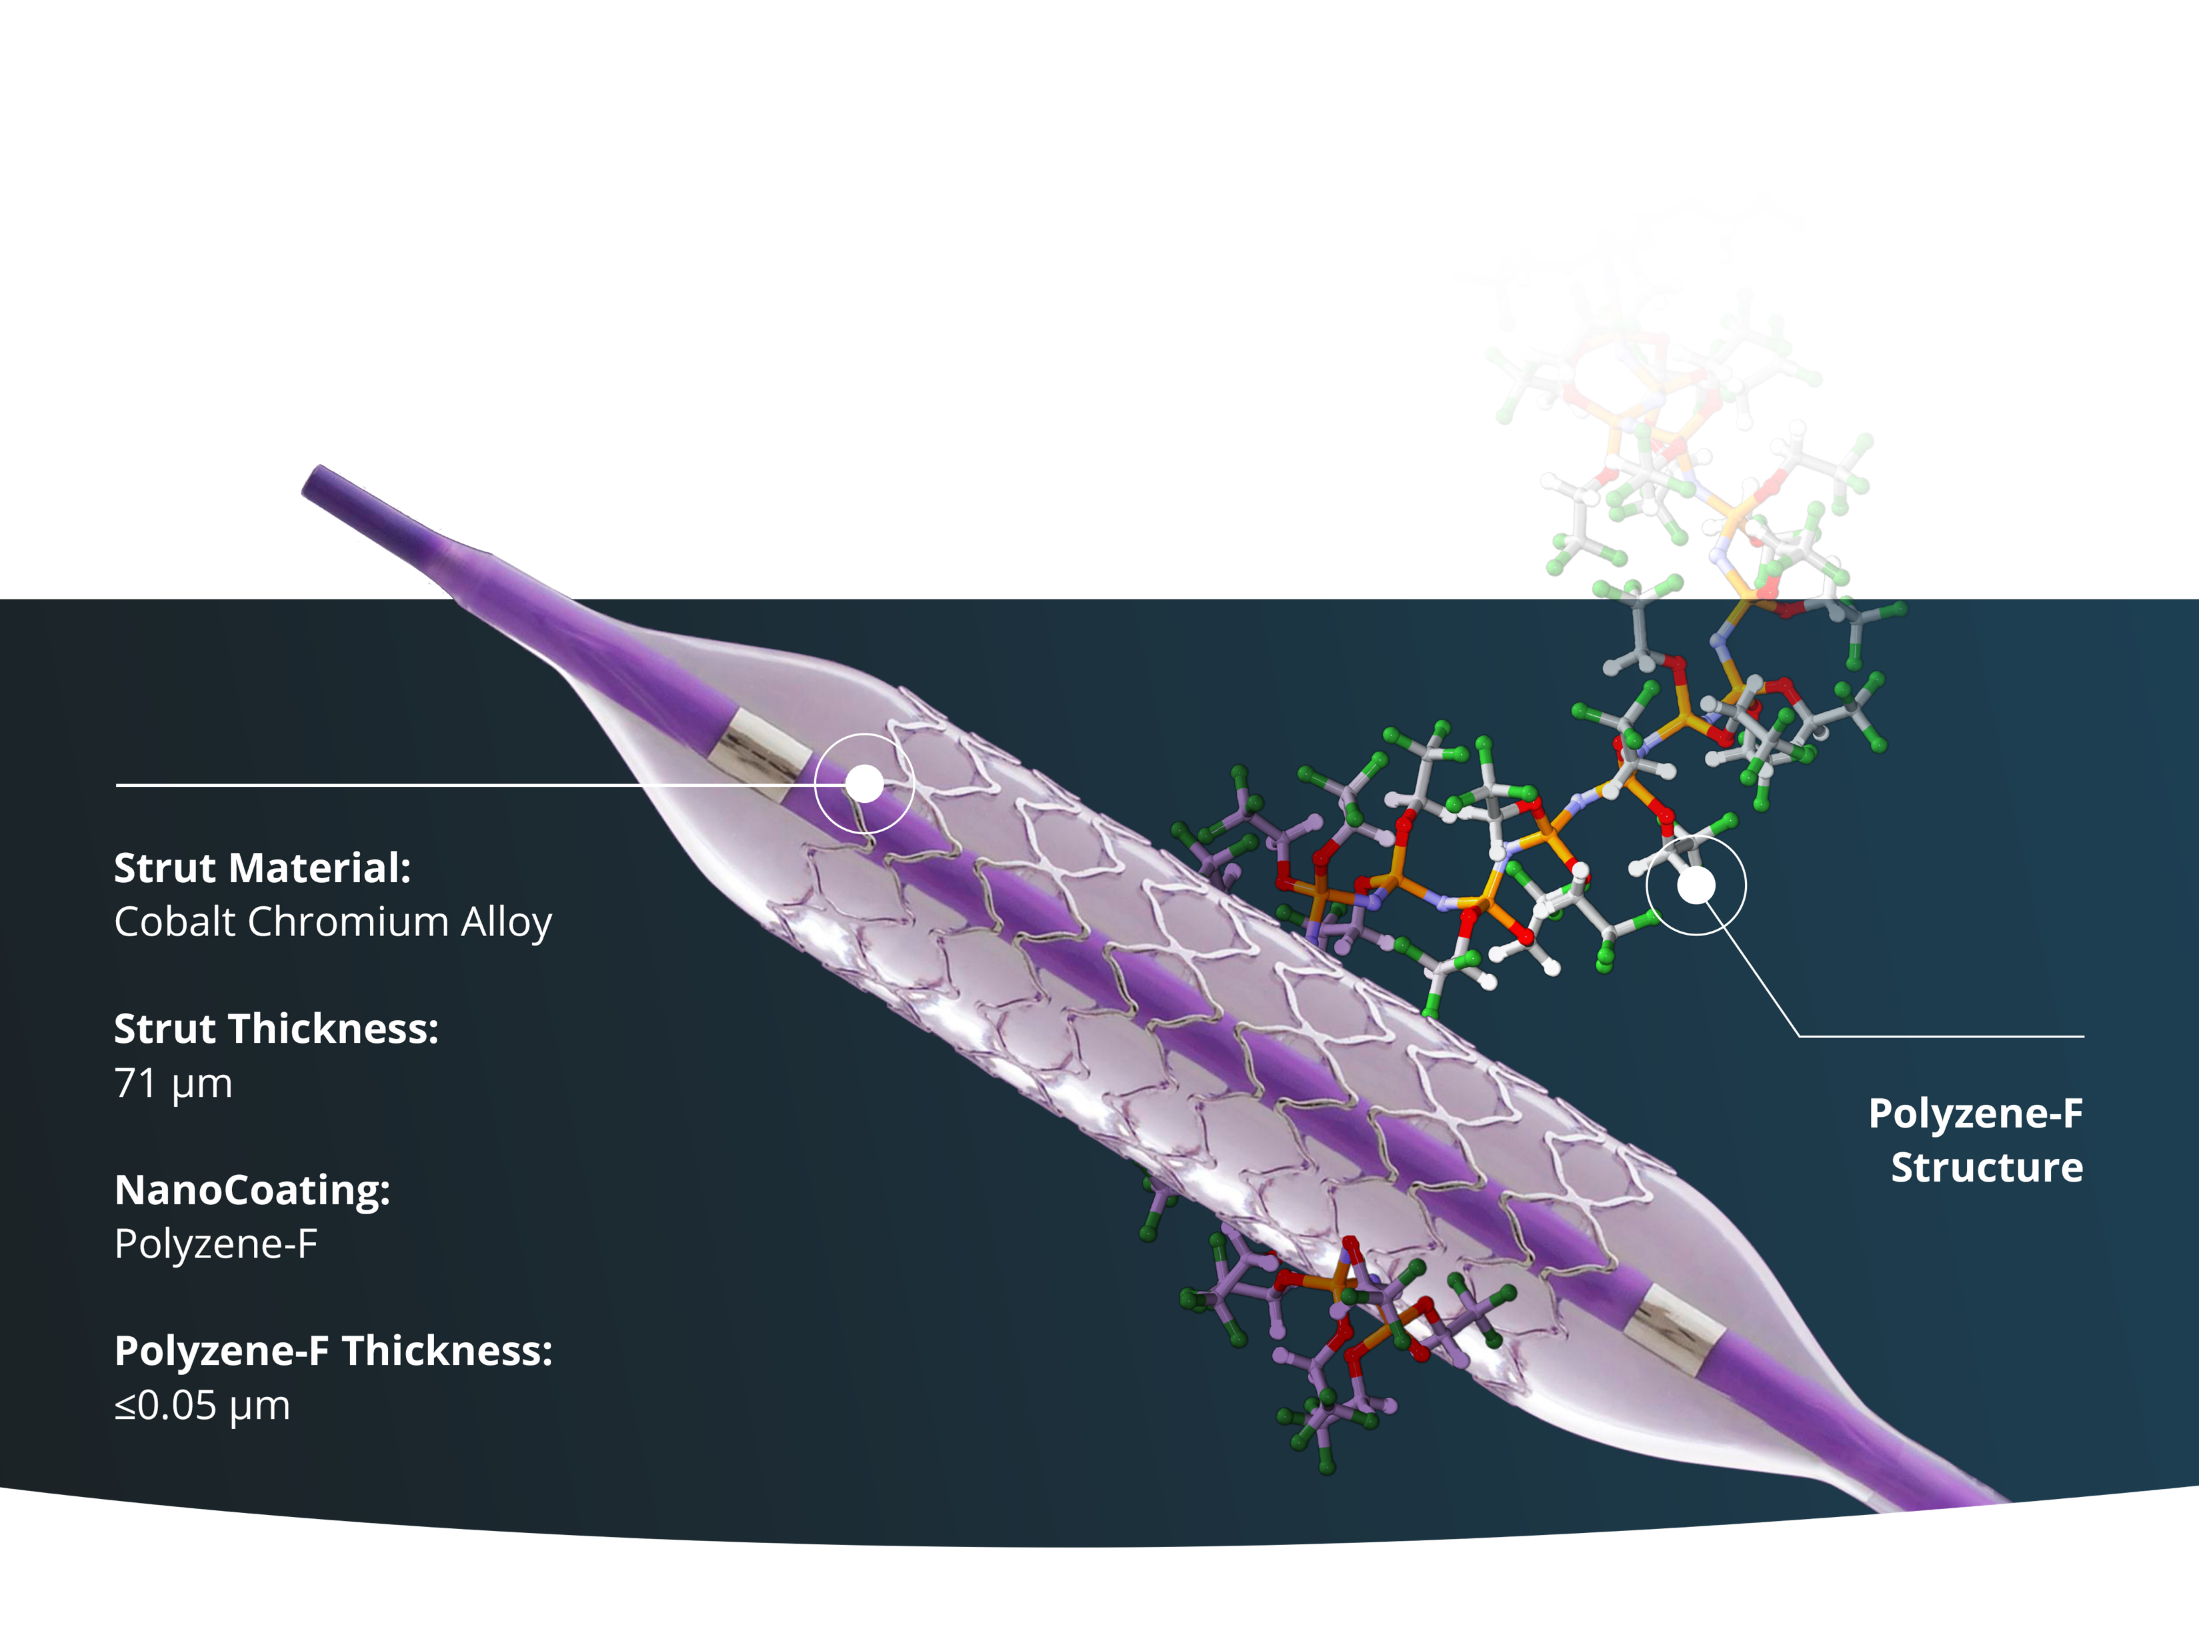 Strut Material:
Cobalt Chromium Alloy
Strut Thickness:
71 µm
NanoCoating:
Polyzene-F
Polyzene-F Thickness:
≤0.05 µm
Polyzene-F
Structure